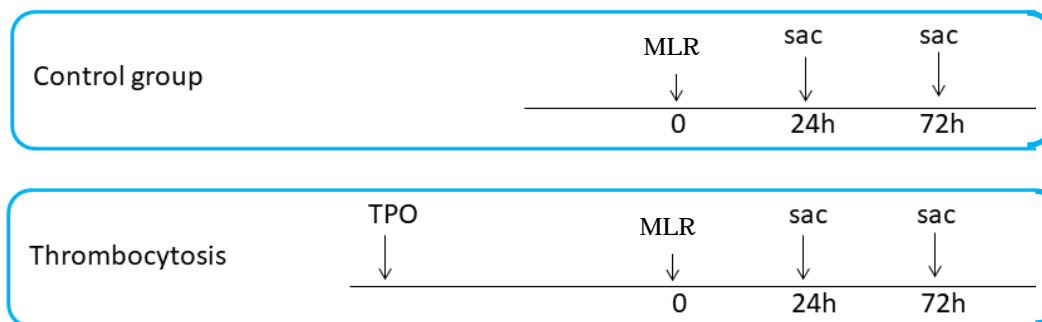 MLR sac sac
Control group
0 24h 72h
TPO MLR sac sac
Thrombocytosis
0 24h 72h